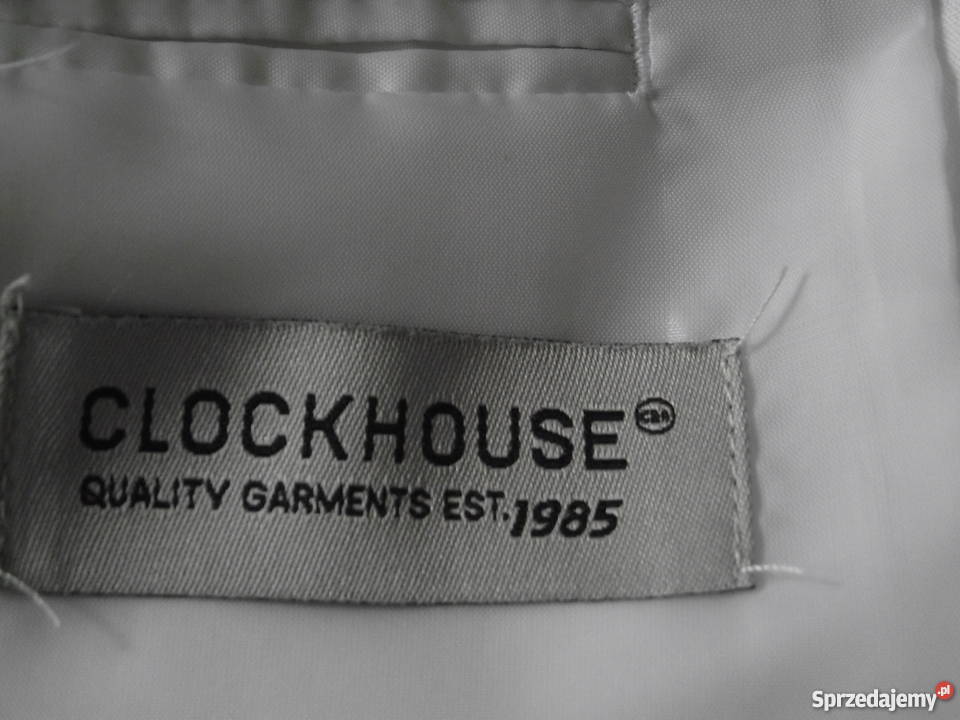 CLOCKHOUSE
QUALITY GARMENTS EST. 1985
Sprzedajemy.pl